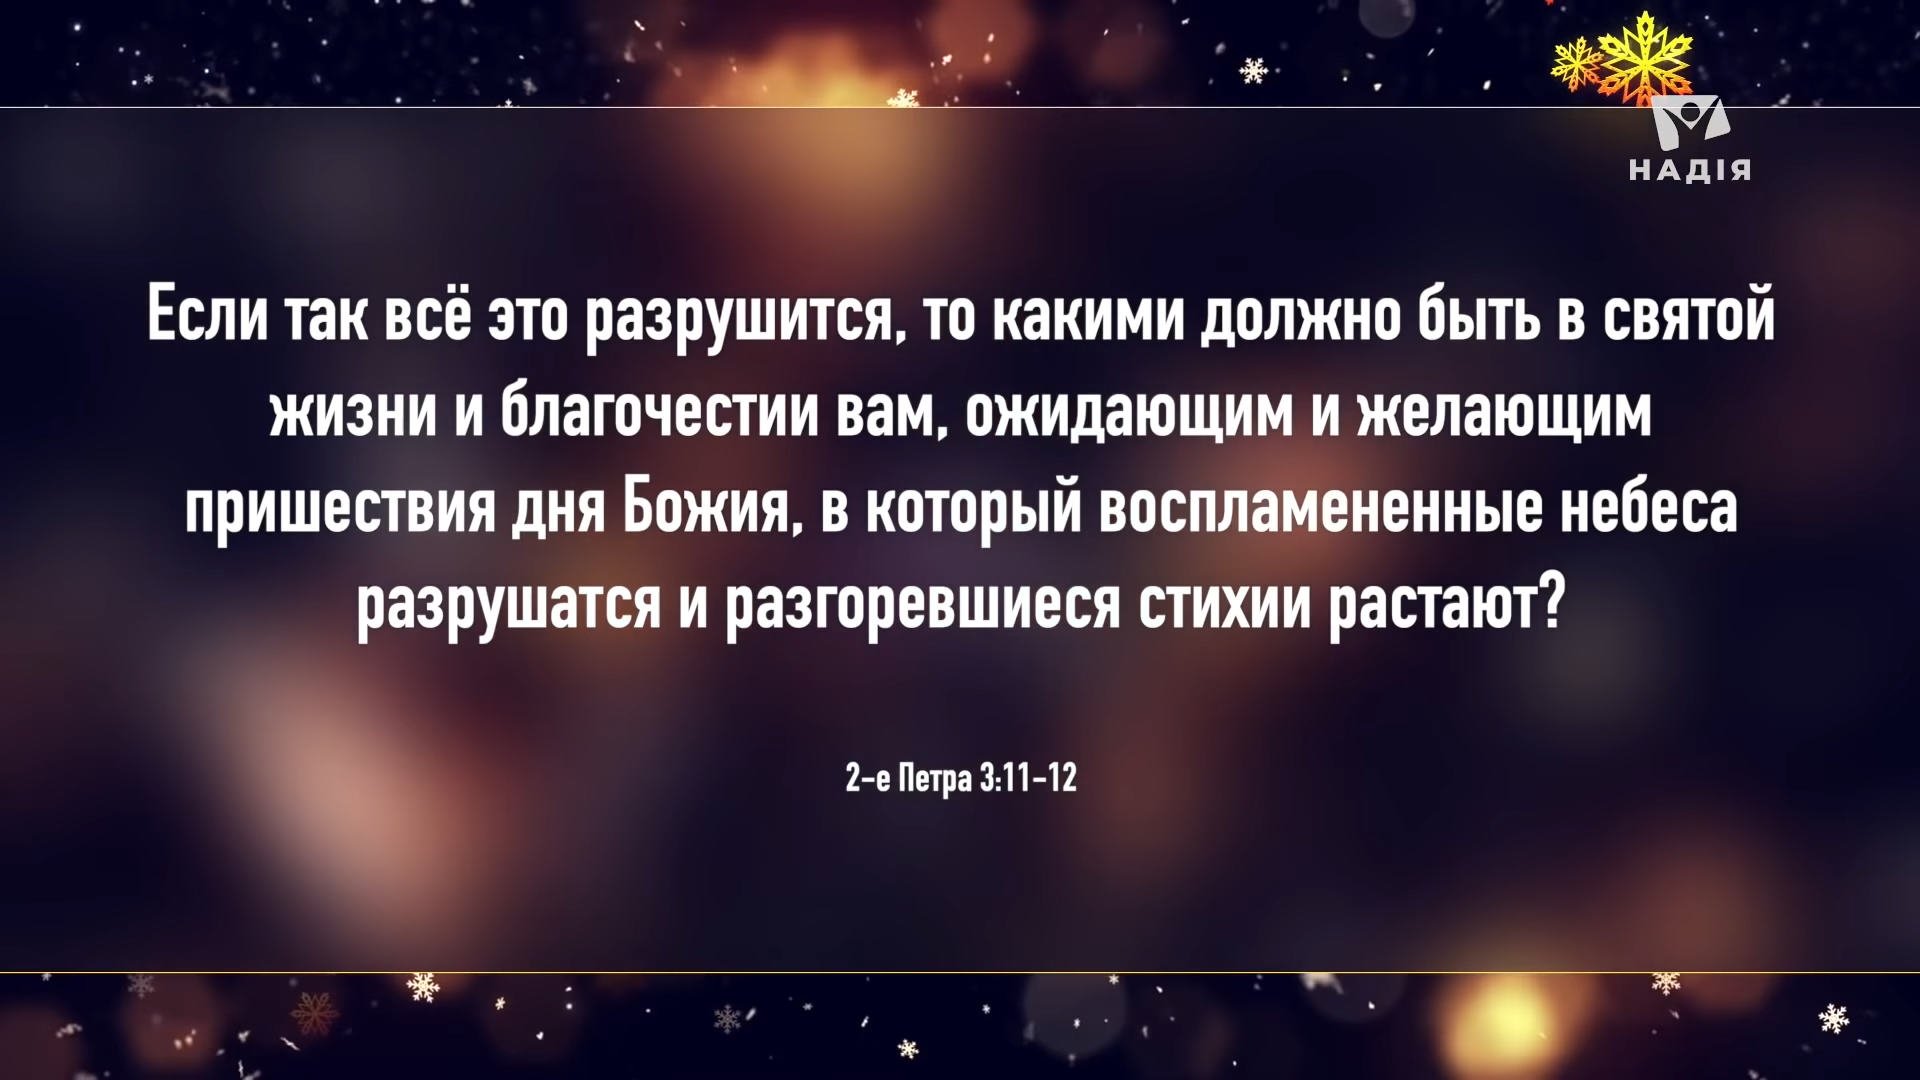 НАДІЯ
Если так всё это разрушится, то какими должно быть в святой
жизни и благочестии вам, ожидающим и желающим
пришествия дня Божия, в который воспламененные небеса
разрушатся и разгоревшиеся стихии растают?
2-е Петра 3:11-12